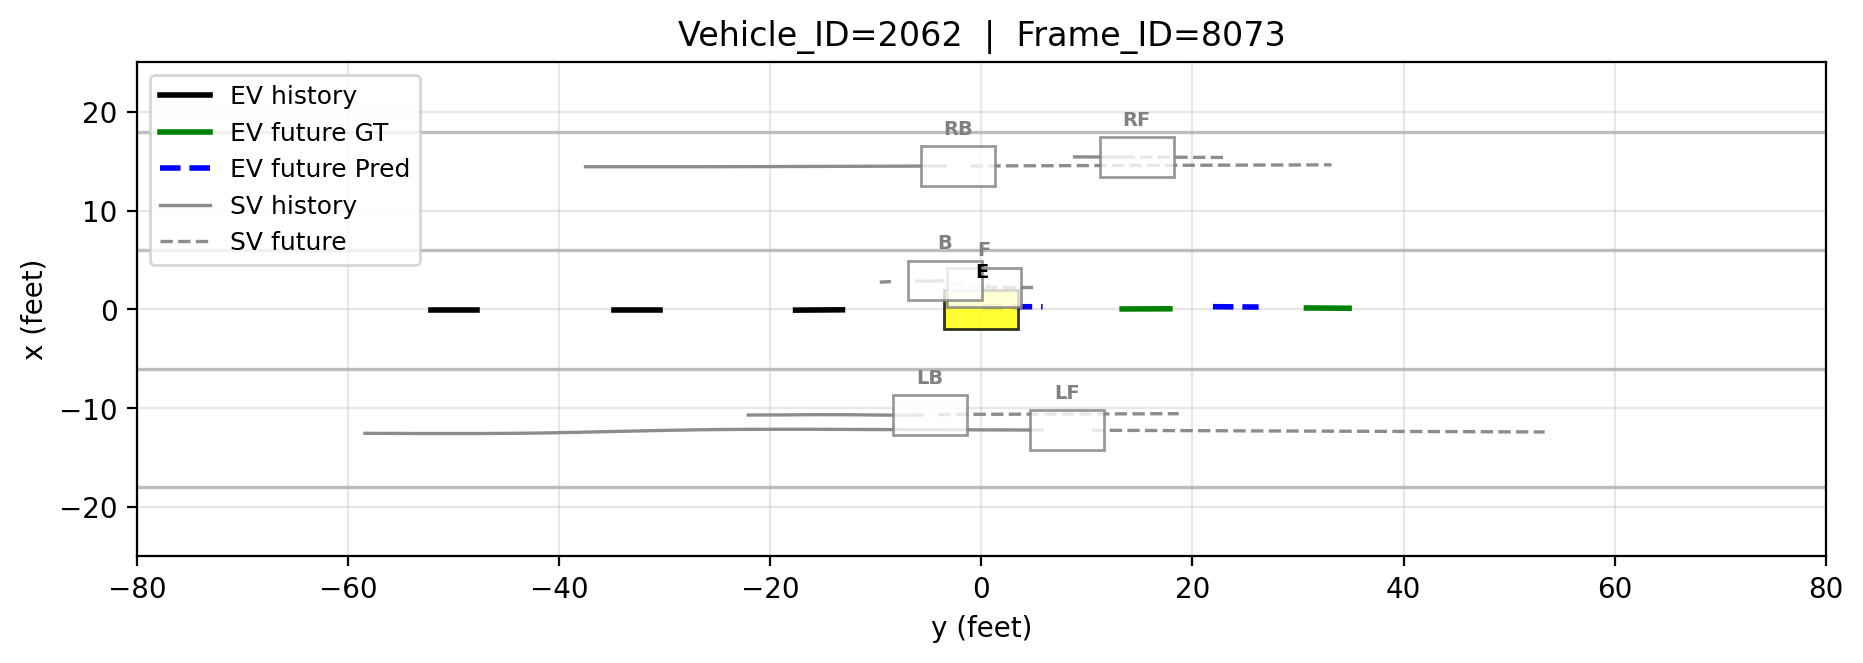 Vehicle_ID=2062 | Frame_ID=8073
EV history
EV future GT
EV future Pred
SV history
SV future
RB
RF
B
F
E
LB
LF
20
10
0
−10
−20
x (feet)
−80
−60
−40
−20
0
20
40
60
80
y (feet)